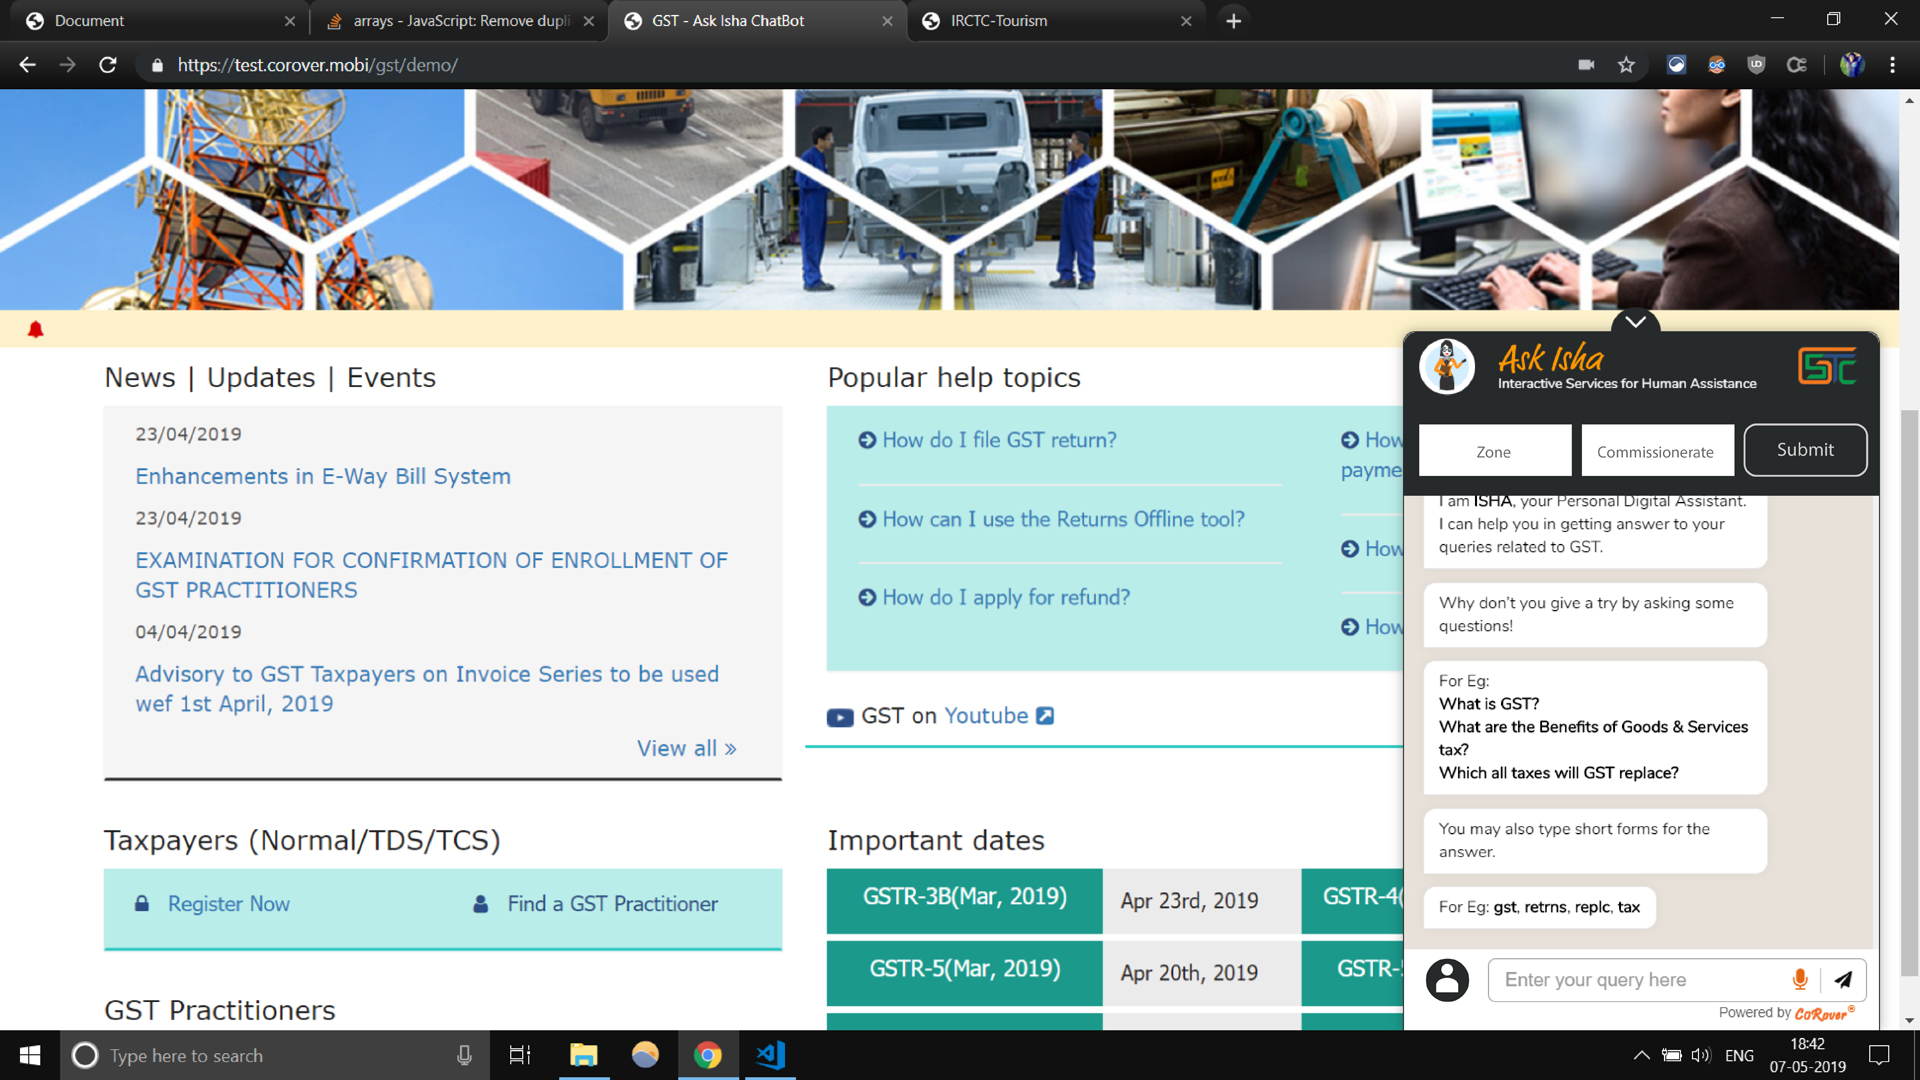 Document
arrays - JavaScript: Remove dupli
GST - Ask Isha ChatBot
IRCTC-Tourism
https://test.corover.mobi/gst/demo/
News | Updates | Events
23/04/2019
Enhancements in E-Way Bill System
23/04/2019
EXAMINATION FOR CONFIRMATION OF ENROLLMENT OF
GST PRACTITIONERS
04/04/2019
Advisory to GST Taxpayers on Invoice Series to be used
wef 1st April, 2019
View all »
Popular help topics
How do I file GST return?
How can I use the Returns Offline tool?
How do I apply for refund?
How
payme
How
How
GST on Youtube
Taxpayers (Normal/TDS/TCS)
Register Now
Find a GST Practitioner
GST Practitioners
Important dates
GSTR-3B(Mar, 2019)
Apr 23rd, 2019
GSTR-4(
GSTR-5(Mar, 2019)
Apr 20th, 2019
GSTR-
Ask Isha
Interactive Services for Human Assistance
Zone
Commissionerate
Submit
I am ISHA, your Personal Digital Assistant.
I can help you in getting answer to your
queries related to GST.
Why don't you give a try by asking some
questions!
For Eg:
What is GST?
What are the Benefits of Goods & Services
tax?
Which all taxes will GST replace?
You may also type short forms for the
answer.
For Eg: gst, retrns, replc, tax
Enter your query here
Powered by CoRover®
Type here to search
ENG
18:42
07-05-2019